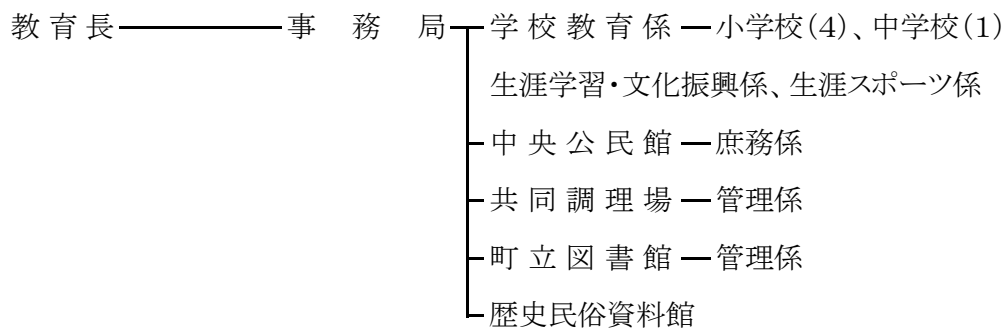 教育長 事務局 学校教育係 小学校(4)、中学校(1)
生涯学習・文化振興係、生涯スポーツ係
中央公民館 庶務係
共同調理場 管理係
町立図書館 管理係
歴史民俗資料館